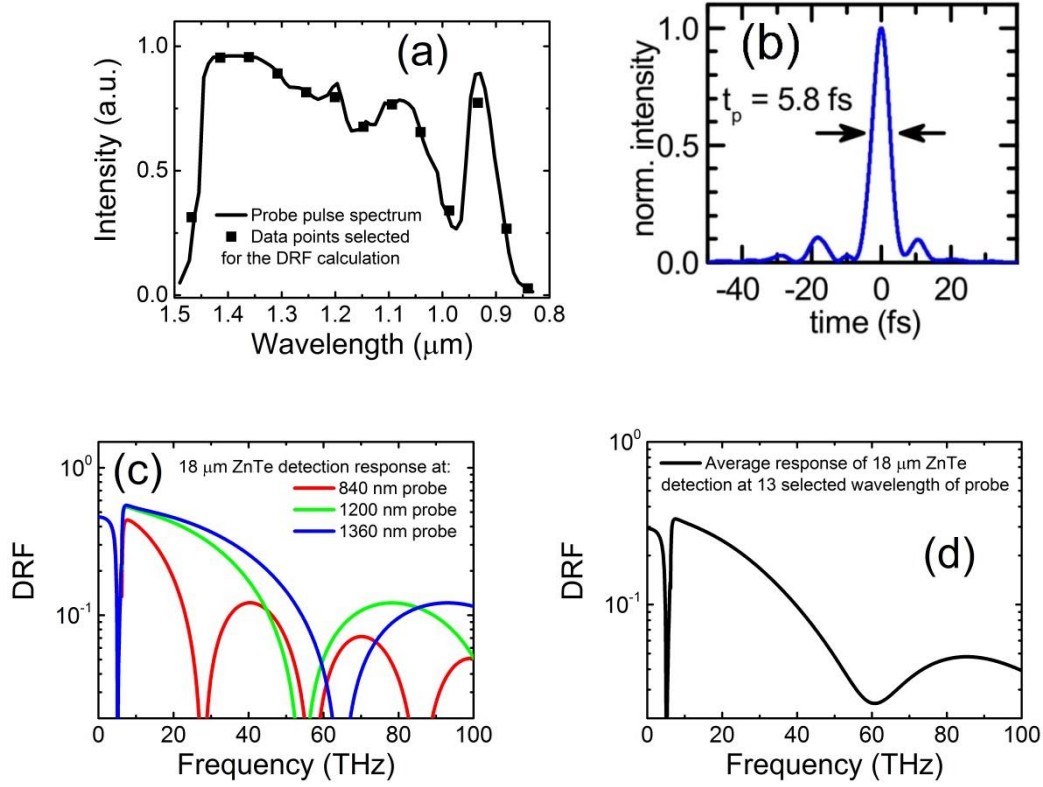 (a)
Intensity (a.u.)
1.0
0.5
0.0
Probe pulse spectrum
Data points selected
for the DRF calculation
1.5 1.4 1.3 1.2 1.1 1.0 0.9 0.8
Wavelength (μm)
(b)
norm. intensity
1.0
0.5
0.0
t_p = 5.8 fs
-40 -20 0 20
time (fs)
(c)
DRF
10^0
10^-1
18 μm ZnTe detection response at:
840 nm probe
1200 nm probe
1360 nm probe
0 20 40 60 80 100
Frequency (THz)
(d)
DRF
10^0
10^-1
Average response of 18 μm ZnTe
detection at 13 selected wavelength of probe
0 20 40 60 80 100
Frequency (THz)